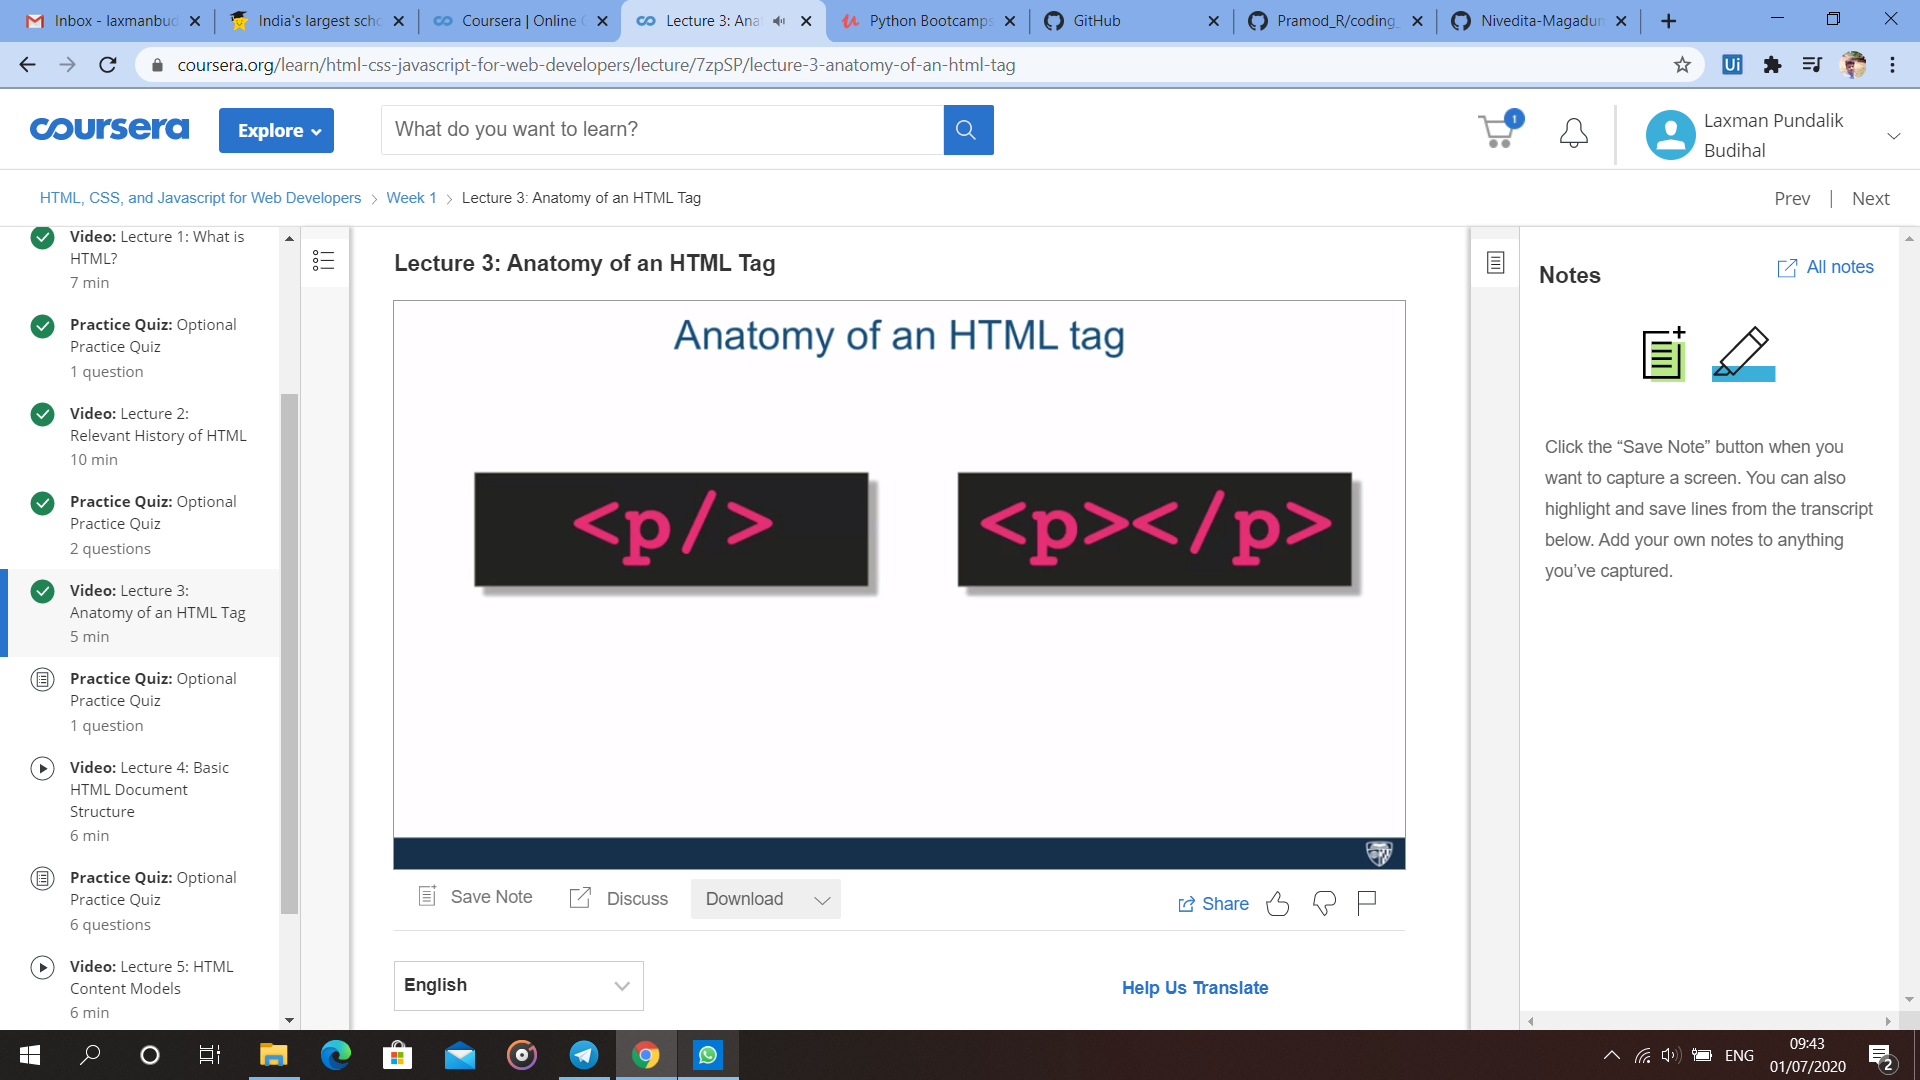 Inbox - laxmanbud
India's largest scho
Coursera | Online C
Lecture 3: Anat
Python Bootcamps
GitHub
Pramod_R/coding_
Nivedita-Magadun
coursera.org/learn/html-css-javascript-for-web-developers/lecture/7zpSP/lecture-3-anatomy-of-an-html-tag
Ui
coursera
Explore
What do you want to learn?
1
Laxman Pundalik
Budihal
HTML, CSS, and Javascript for Web Developers > Week 1 > Lecture 3: Anatomy of an HTML Tag
Prev | Next
Video: Lecture 1: What is
HTML?
7 min
Practice Quiz: Optional
Practice Quiz
1 question
Video: Lecture 2:
Relevant History of HTML
10 min
Practice Quiz: Optional
Practice Quiz
2 questions
Video: Lecture 3:
Anatomy of an HTML Tag
5 min
Practice Quiz: Optional
Practice Quiz
1 question
Video: Lecture 4: Basic
HTML Document
Structure
6 min
Practice Quiz: Optional
Practice Quiz
6 questions
Video: Lecture 5: HTML
Content Models
6 min
Lecture 3: Anatomy of an HTML Tag
Anatomy of an HTML tag
<p/>
<p></p>
Save Note
Discuss
Download
Share
English
Help Us Translate
Notes
All notes
Click the “Save Note” button when you
want to capture a screen. You can also
highlight and save lines from the transcript
below. Add your own notes to anything
you’ve captured.
ENG
09:43
01/07/2020
2